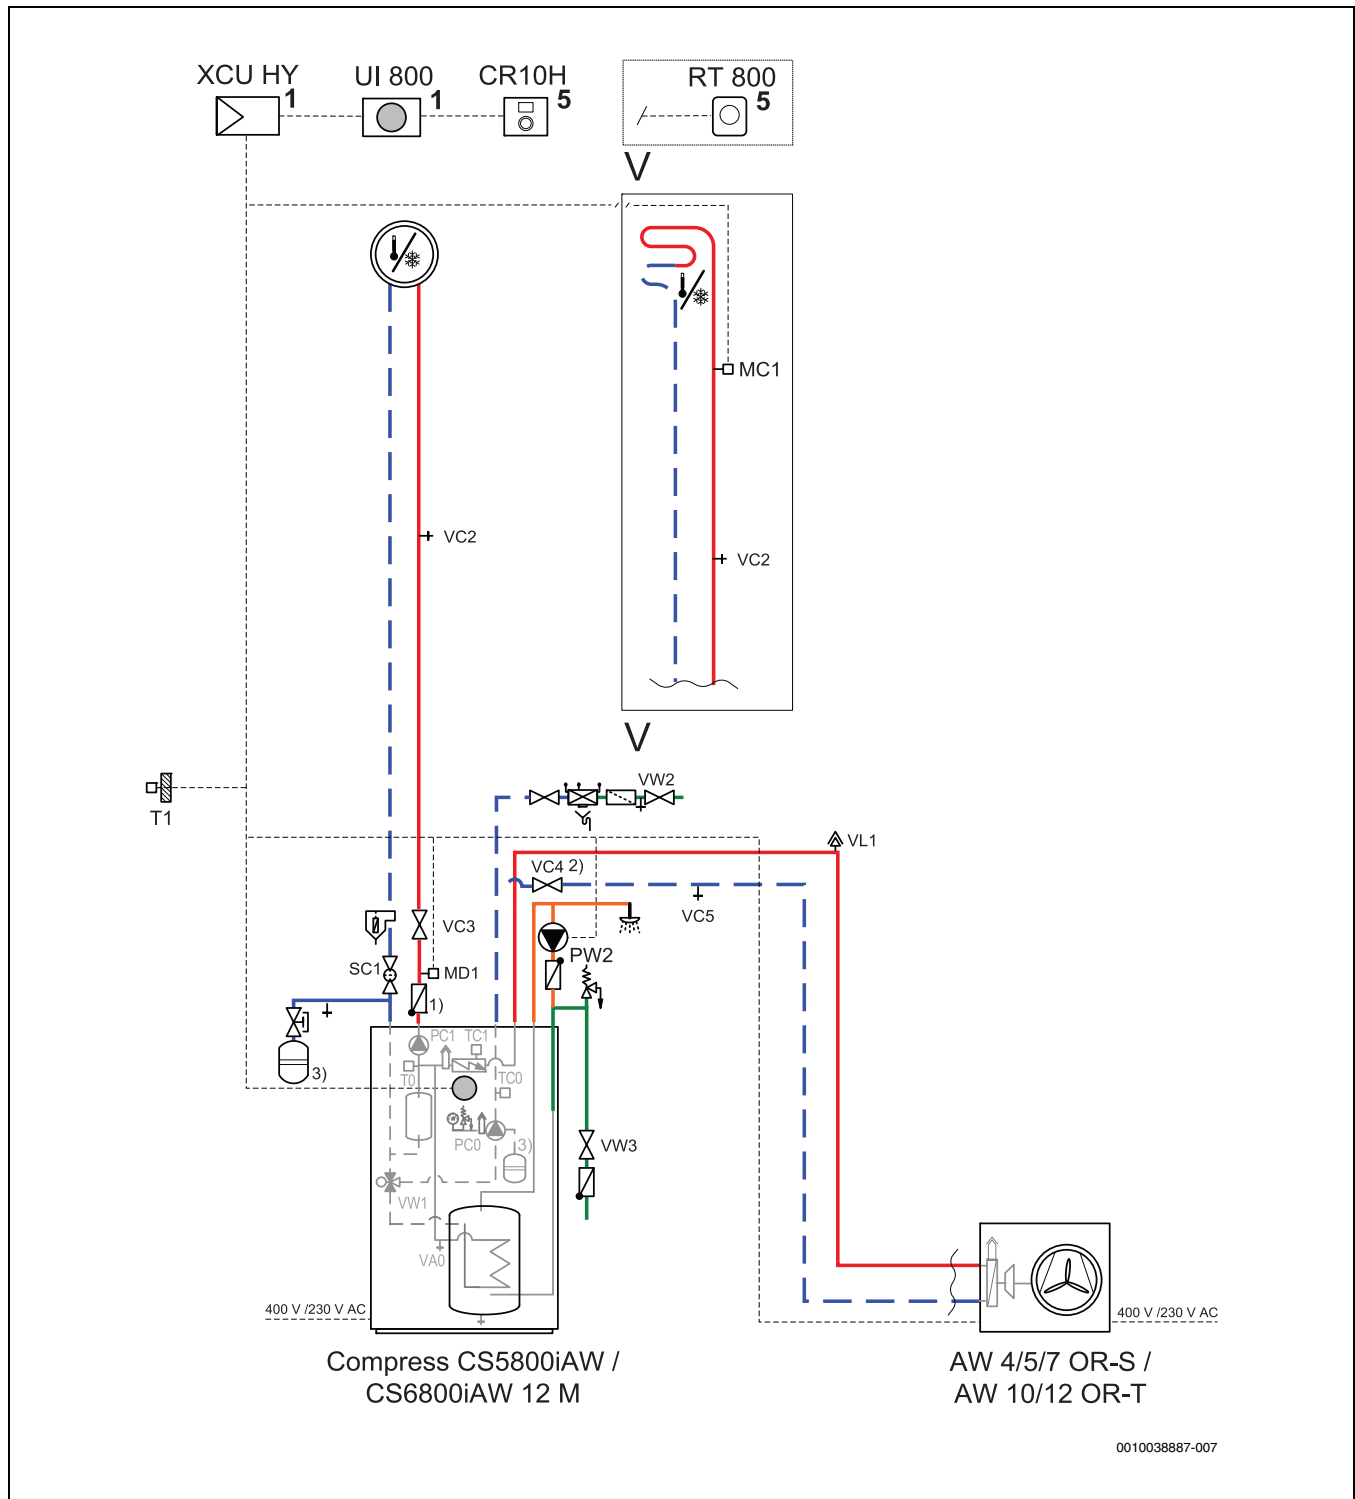 XCU HY
1
UI 800
1
CR10H
5
RT 800
5
V
MC1
VC2
VC2
V
VW2
T1
VL1
VC4 2)
VC5
VC3
PW2
SC1
MD1
1)
PC1
TC1
3)
T0
TC0
PC0
3)
VW3
VW1
VA0
400 V /230 V AC
400 V /230 V AC
Compress CS5800iAW /
CS6800iAW 12 M
AW 4/5/7 OR-S /
AW 10/12 OR-T
0010038887-007